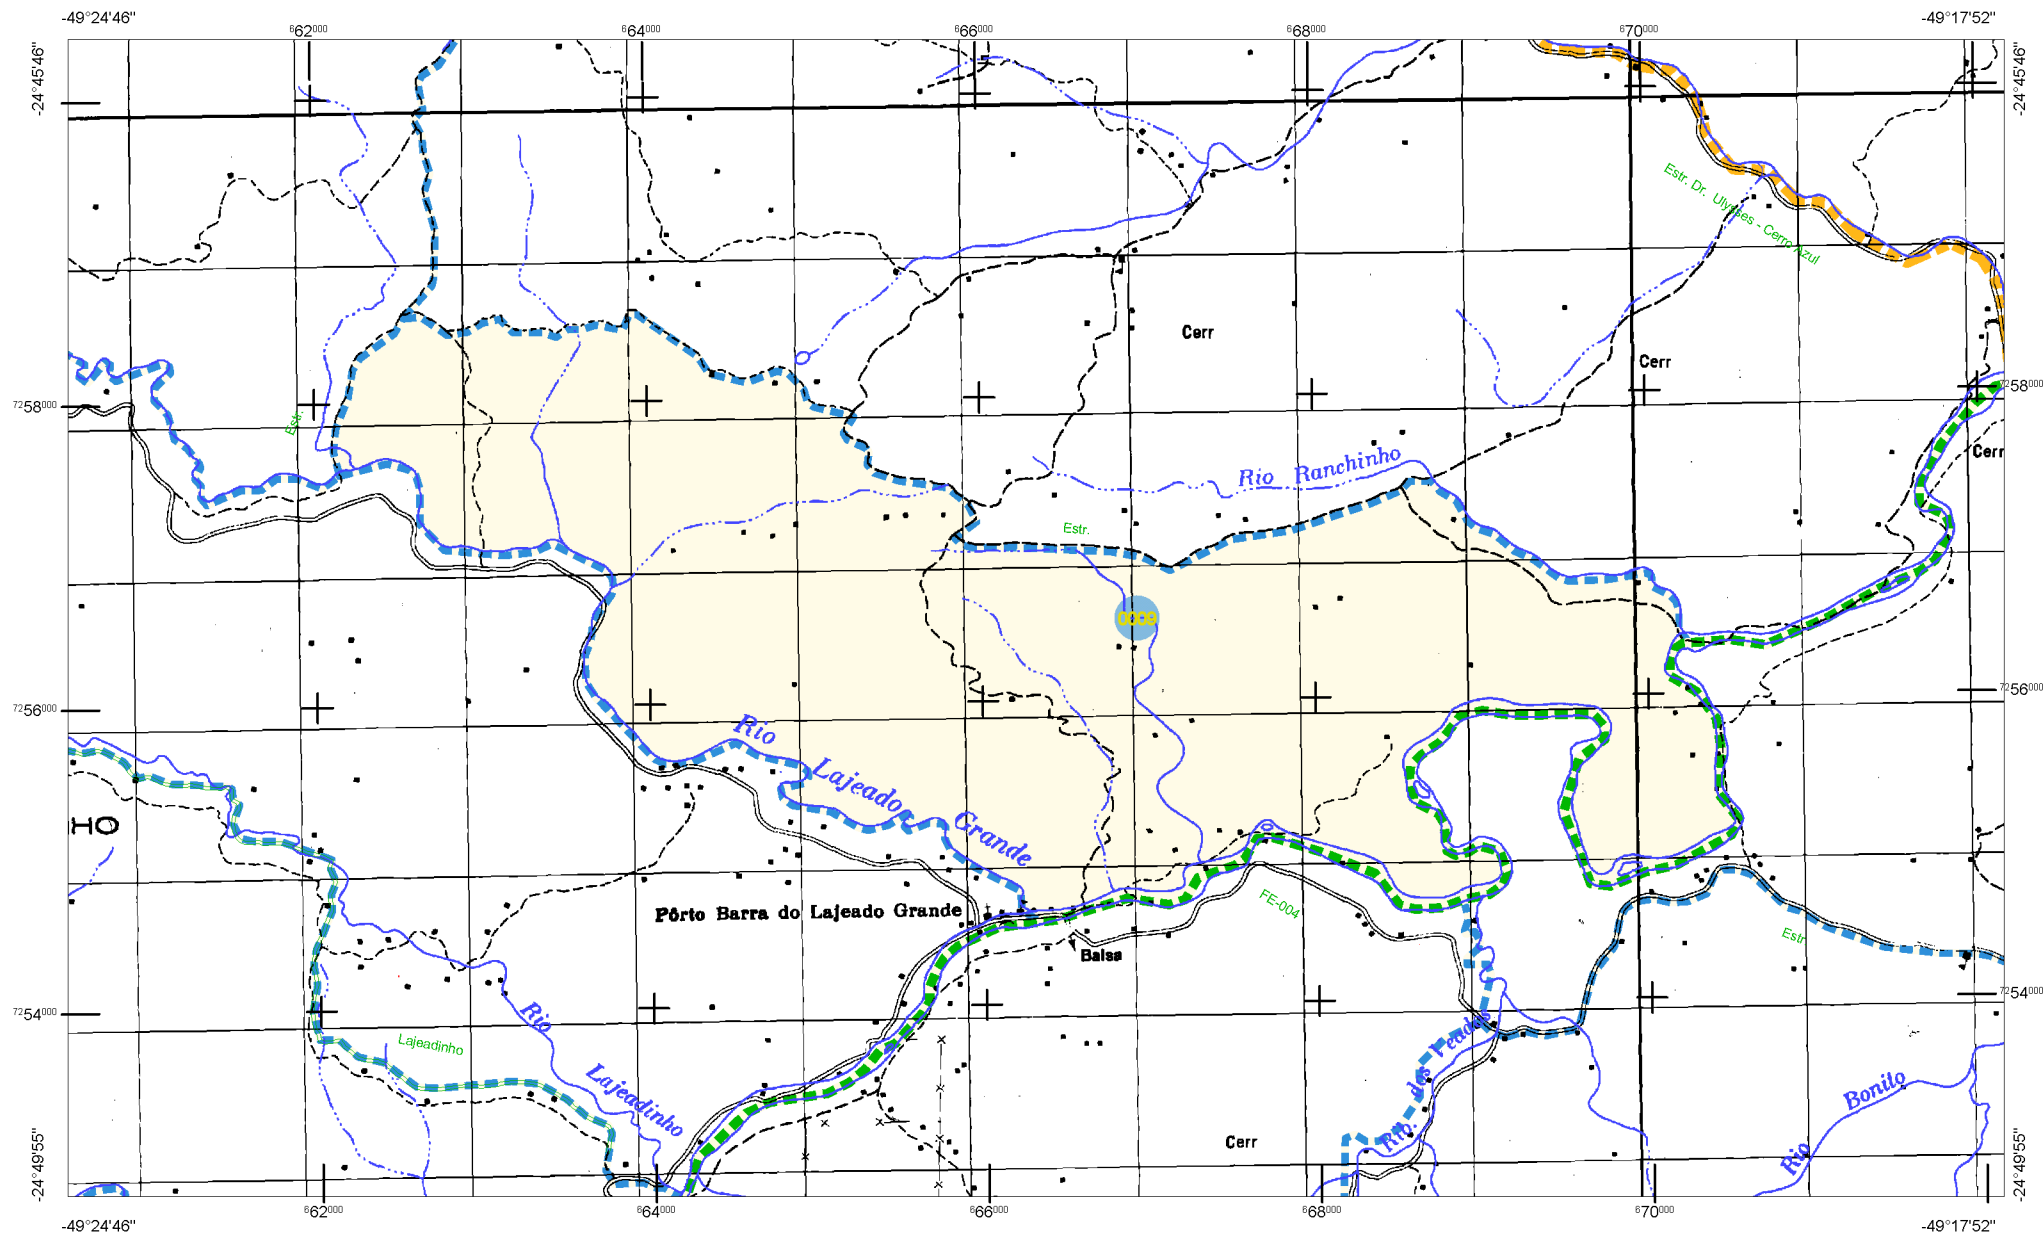 -49°24'46"
-49°17'52"
662000
664000
666000
668000
670000
-24°45'46"
-24°45'46"
Estr. Dr. Ulysses - Cerro Azul
Cerr
Cerr
7258000
7258000
Estr.
Cerr
Rio Ranchinho
Estr.
0009
7256000
7256000
Rio Lajeado Grande
HO
Pôrto Barra do Lajeado Grande
FE-004
Estr
Balsa
7254000
7254000
Rio Lajeadinho
Lajeadinho
Rib. dos Veados
Rio Bonito
Cerr
-24°49'55"
-24°49'55"
662000
664000
666000
668000
670000
-49°24'46"
-49°17'52"